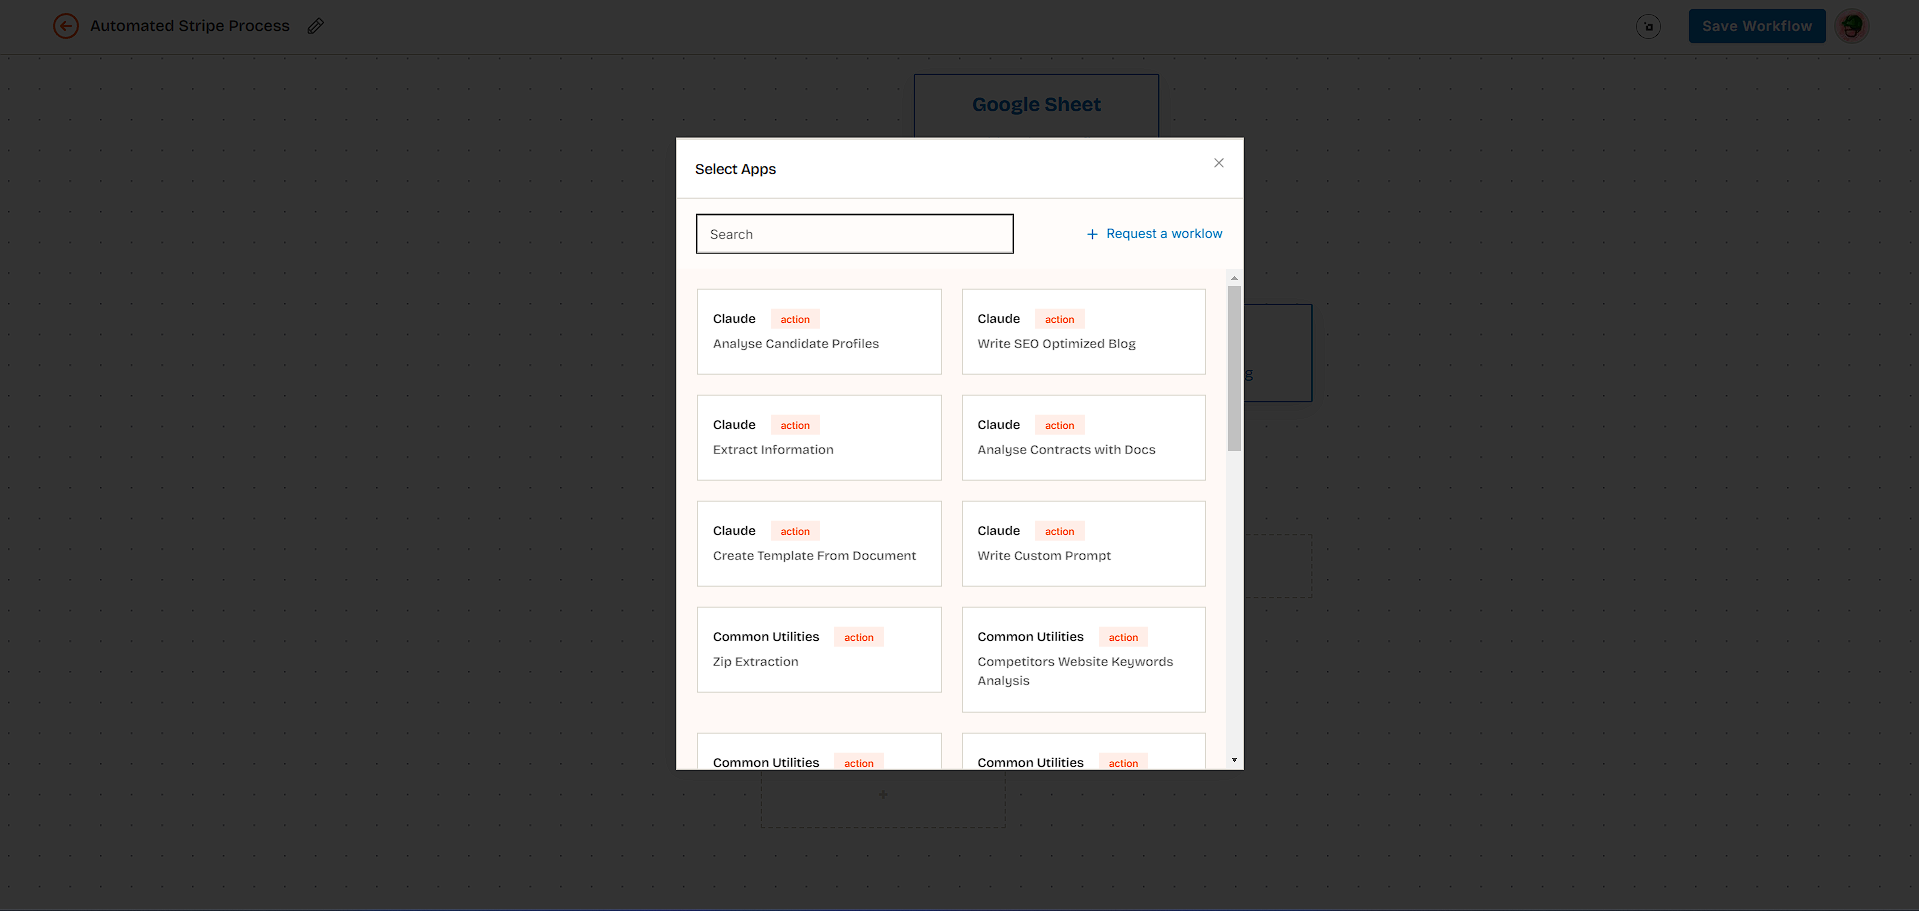 Automated Stripe Process
Save Workflow
Google Sheet
Select Apps
Search
+ Request a worklow
Claude action
Analyse Candidate Profiles
Claude action
Write SEO Optimized Blog
Claude action
Extract Information
Claude action
Analyse Contracts with Docs
Claude action
Create Template From Document
Claude action
Write Custom Prompt
Common Utilities action
Zip Extraction
Common Utilities action
Competitors Website Keywords
Analysis
Common Utilities action
Common Utilities action
+